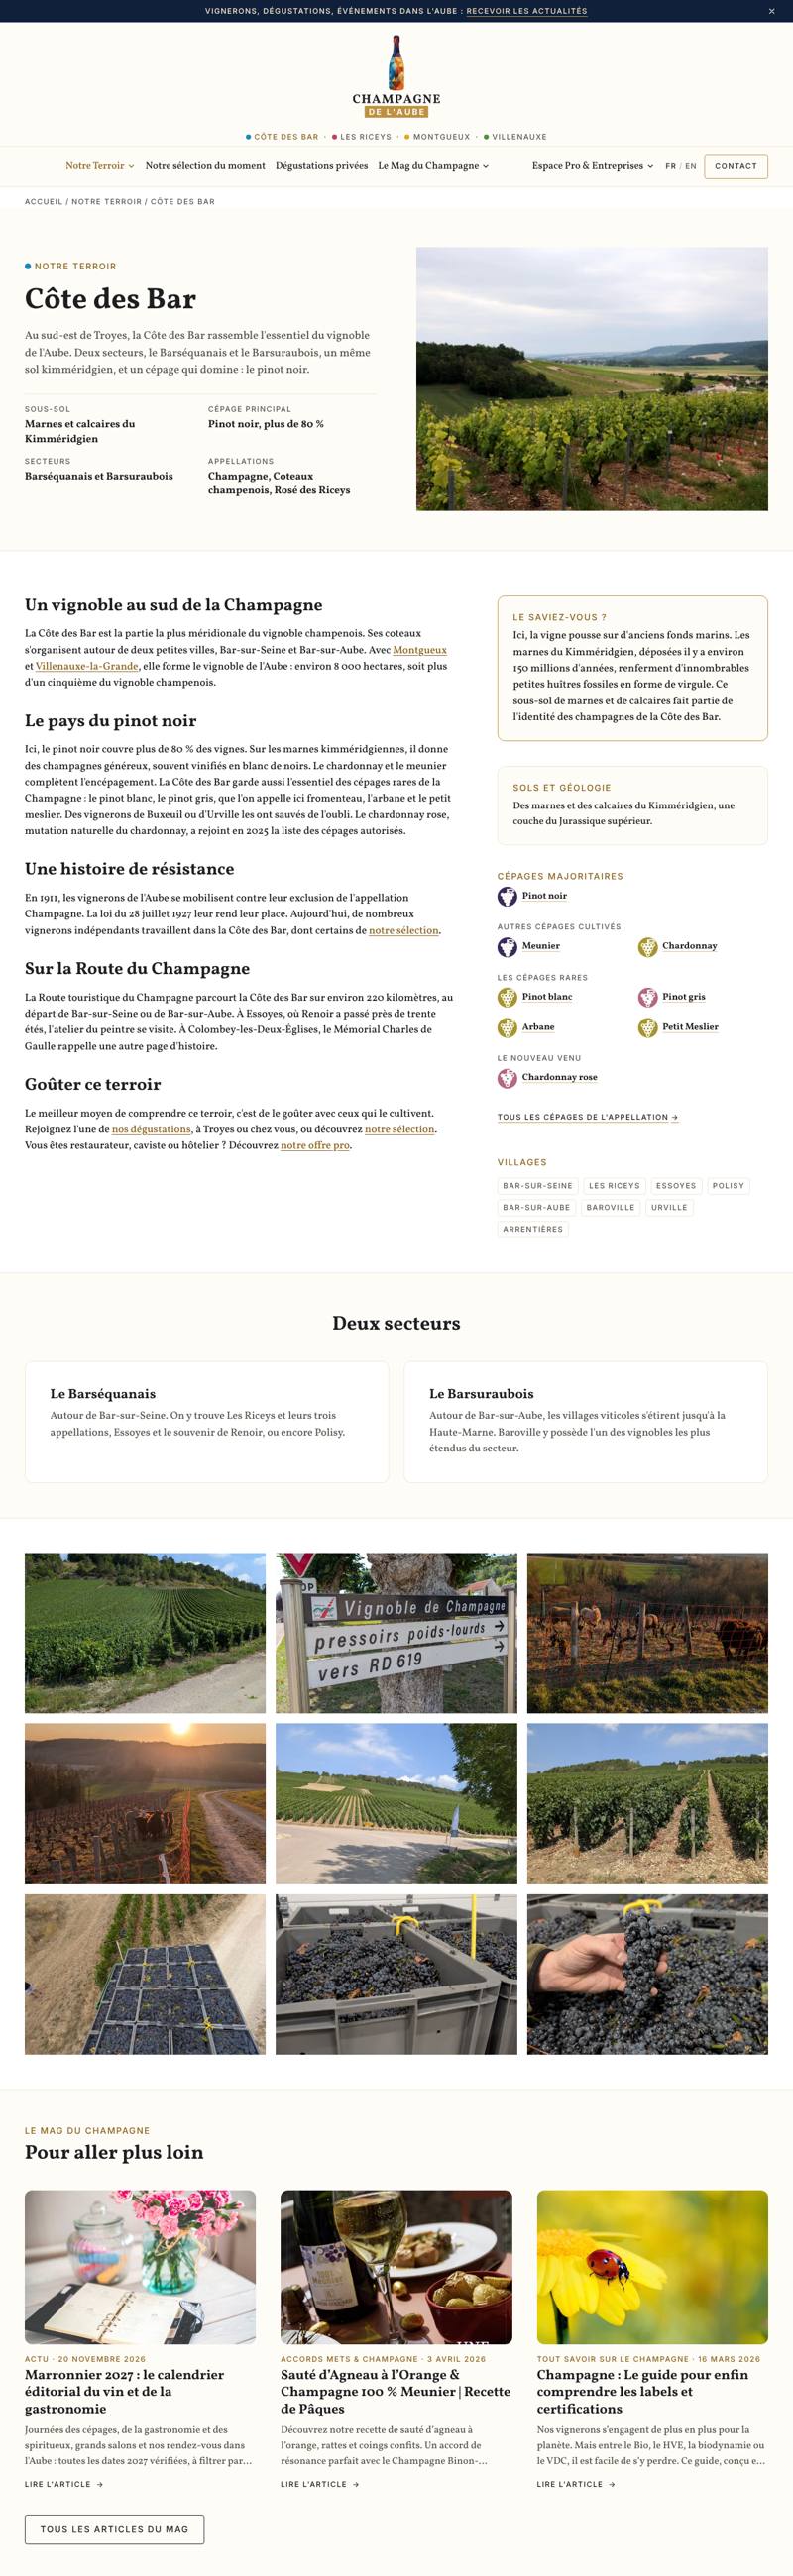 VIGNERONS, DÉGUSTATIONS, ÉVÉNEMENTS DANS L'AUBE : RECEVOIR LES ACTUALITÉS
×
CHAMPAGNE
DE L'AUBE
CÔTE DES BAR · LES RICEYS · MONTGUEUX · VILLENAUXE
Notre Terroir Notre sélection du moment Dégustations privées Le Mag du Champagne Espace Pro & Entreprises FR / EN CONTACT
ACCUEIL / NOTRE TERROIR / CÔTE DES BAR
NOTRE TERROIR
Côte des Bar
Au sud-est de Troyes, la Côte des Bar rassemble l'essentiel du vignoble
de l'Aube. Deux secteurs, le Barséquanais et le Barsuraubois, un même
sol kimméridgien, et un cépage qui domine : le pinot noir.
SOUS-SOL
Marnes et calcaires du
Kimméridgien
CÉPAGE PRINCIPAL
Pinot noir, plus de 80 %
SECTEURS
Barséquanais et Barsuraubois
APPELLATIONS
Champagne, Coteaux
champenois, Rosé des Riceys
Un vignoble au sud de la Champagne
La Côte des Bar est la partie la plus méridionale du vignoble champenois. Ses coteaux
s'organisent autour de deux petites villes, Bar-sur-Seine et Bar-sur-Aube. Avec Montgueux
et Villenauxe-la-Grande, elle forme le vignoble de l'Aube : environ 8 000 hectares, soit plus
d'un cinquième du vignoble champenois.
Le pays du pinot noir
Ici, le pinot noir couvre plus de 80 % des vignes. Sur les marnes kimméridgiennes, il donne
des champagnes généreux, souvent vinifiés en blanc de noirs. Le chardonnay et le meunier
complètent l'encépagement. La Côte des Bar garde aussi l'essentiel des cépages rares de la
Champagne : le pinot blanc, le pinot gris, que l'on appelle ici fromenteau, l'arbane et le petit
meslier. Des vignerons de Buxeuil ou d'Urville les ont sauvés de l'oubli. Le chardonnay rose,
mutation naturelle du chardonnay, a rejoint en 2025 la liste des cépages autorisés.
Une histoire de résistance
En 1911, les vignerons de l'Aube se mobilisent contre leur exclusion de l'appellation
Champagne. La loi du 28 juillet 1927 leur rend leur place. Aujourd'hui, de nombreux
vignerons indépendants travaillent dans la Côte des Bar, dont certains de notre sélection.
Sur la Route du Champagne
La Route touristique du Champagne parcourt la Côte des Bar sur environ 220 kilomètres, au
départ de Bar-sur-Seine ou de Bar-sur-Aube. À Essoyes, où Renoir a passé près de trente
étés, l'atelier du peintre se visite. À Colombey-les-Deux-Églises, le Mémorial Charles de
Gaulle rappelle une autre page d'histoire.
Goûter ce terroir
Le meilleur moyen de comprendre ce terroir, c'est de le goûter avec ceux qui le cultivent.
Rejoignez l'une de nos dégustations, à Troyes ou chez vous, ou découvrez notre sélection.
Vous êtes restaurateur, caviste ou hôtelier ? Découvrez notre offre pro.
LE SAVIEZ-VOUS ?
Ici, la vigne pousse sur d'anciens fonds marins. Les
marnes du Kimméridgien, déposées il y a environ
150 millions d'années, renferment d'innombrables
petites huîtres fossiles en forme de virgule. Ce
sous-sol de marnes et de calcaires fait partie de
l'identité des champagnes de la Côte des Bar.
SOLS ET GÉOLOGIE
Des marnes et des calcaires du Kimméridgien, une
couche du Jurassique supérieur.
CÉPAGES MAJORITAIRES
Pinot noir
AUTRES CÉPAGES CULTIVÉS
Meunier Chardonnay
LES CÉPAGES RARES
Pinot blanc Pinot gris
Arbane Petit Meslier
LE NOUVEAU VENU
Chardonnay rose
TOUS LES CÉPAGES DE L'APPELLATION →
VILLAGES
BAR-SUR-SEINE LES RICEYS ESSOYES POLISY
BAR-SUR-AUBE BAROVILLE URVILLE
ARRENTIÈRES
Deux secteurs
Le Barséquanais
Autour de Bar-sur-Seine. On y trouve Les Riceys et leurs trois
appellations, Essoyes et le souvenir de Renoir, ou encore Polisy.
Le Barsuraubois
Autour de Bar-sur-Aube, les villages viticoles s'étirent jusqu'à la
Haute-Marne. Baroville y possède l'un des vignobles les plus
étendus du secteur.
OP
Vignoble de Champagne
pressoirs poids-lourds →
vers RD 619 →
LE MAG DU CHAMPAGNE
Pour aller plus loin
UNE
ACTU · 20 NOVEMBRE 2026
Marronnier 2027 : le calendrier
éditorial du vin et de la
gastronomie
Journées des cépages, de la gastronomie et des
spiritueux, grands salons et nos rendez-vous dans
l'Aube : toutes les dates 2027 vérifiées, à filtrer par…
LIRE L'ARTICLE →
ACCORDS METS & CHAMPAGNE · 3 AVRIL 2026
Sauté d'Agneau à l'Orange &
Champagne 100 % Meunier | Recette
de Pâques
Découvrez notre recette de sauté d'agneau à
l'orange, rattes et coings confits. Un accord de
résonance parfait avec le Champagne Binon-…
LIRE L'ARTICLE →
TOUT SAVOIR SUR LE CHAMPAGNE · 16 MARS 2026
Champagne : Le guide pour enfin
comprendre les labels et
certifications
Nos vignerons s'engagent de plus en plus pour la
planète. Mais entre le Bio, le HVE, la biodynamie ou
le VDC, il est facile de s'y perdre. Ce guide, conçu e…
LIRE L'ARTICLE →
TOUS LES ARTICLES DU MAG